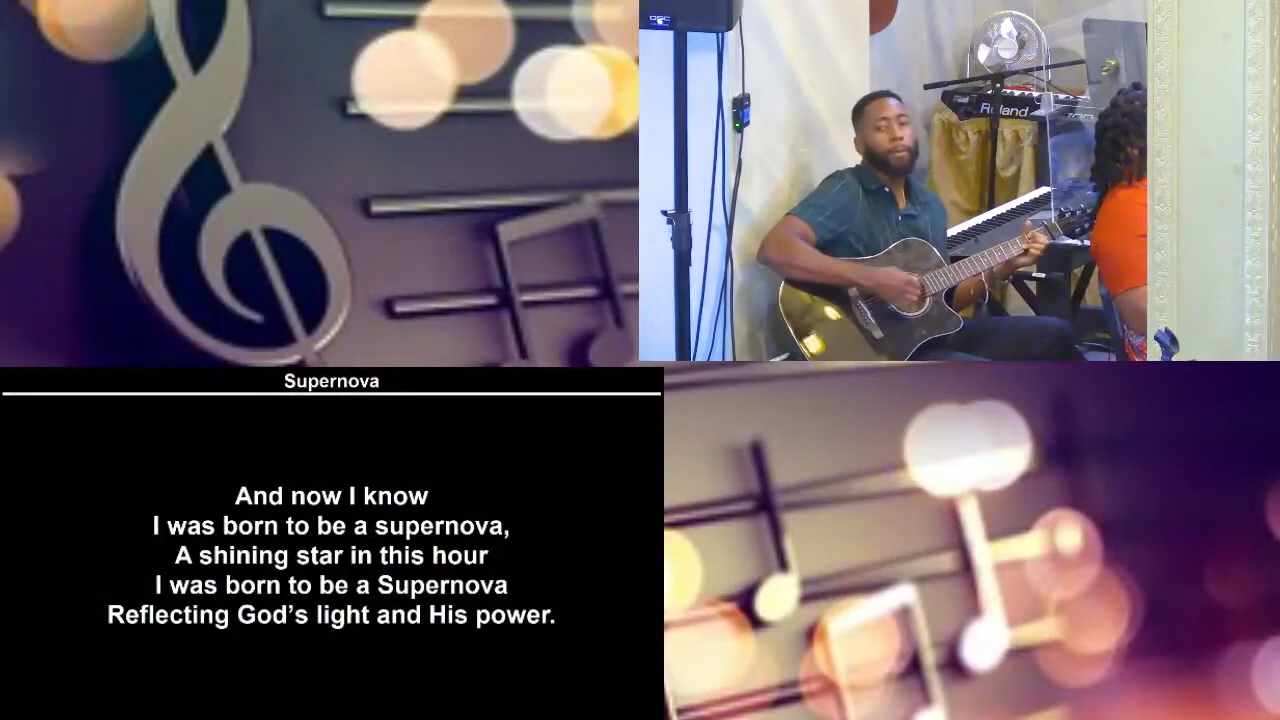 QSC
Roland
Supernova
And now I know
I was born to be a supernova,
A shining star in this hour
I was born to be a Supernova
Reflecting God’s light and His power.